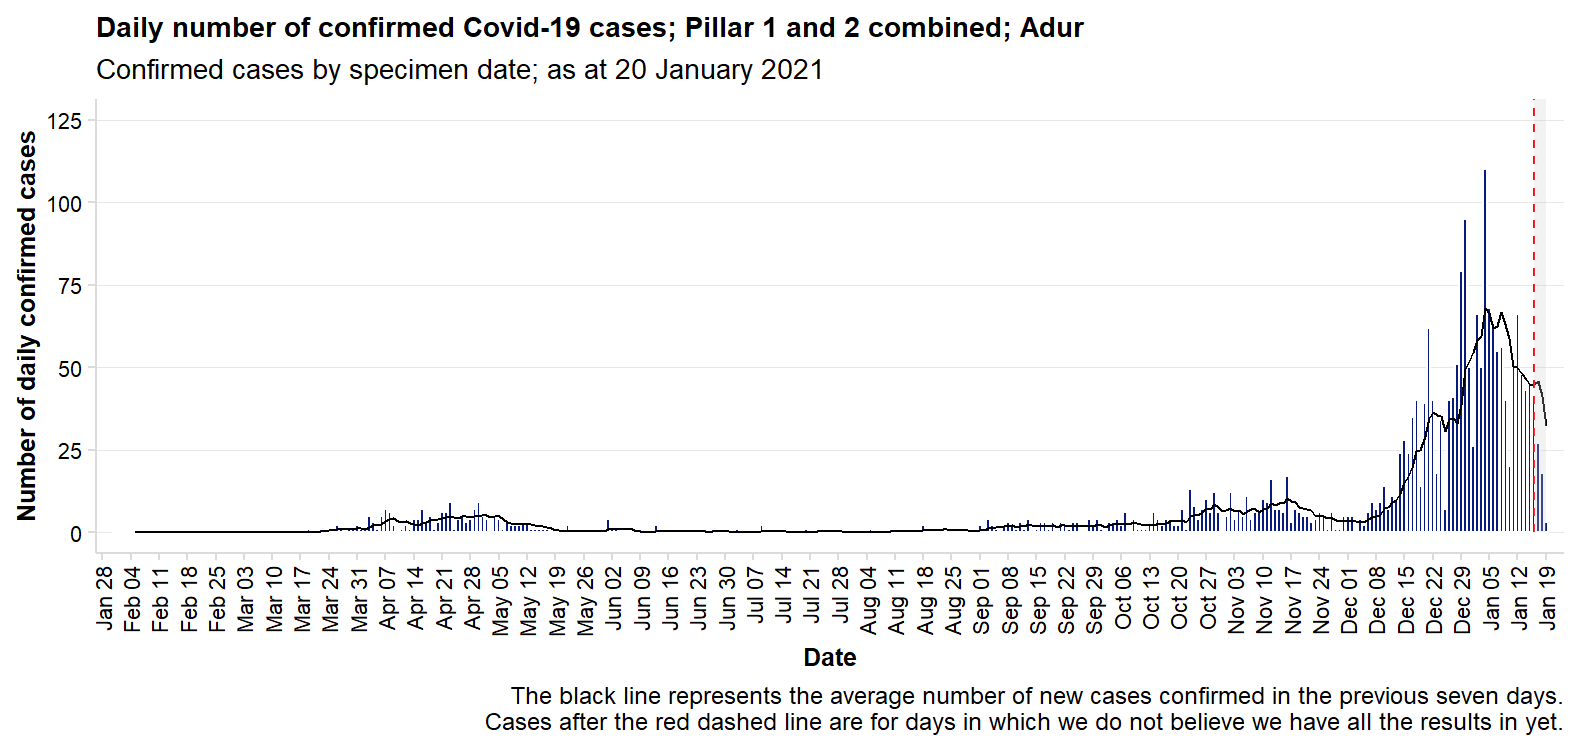 Daily number of confirmed Covid-19 cases; Pillar 1 and 2 combined; Adur
Confirmed cases by specimen date; as at 20 January 2021
Number of daily confirmed cases
125
100
75
50
25
0
Jan 28
Feb 04
Feb 11
Feb 18
Feb 25
Mar 03
Mar 10
Mar 17
Mar 24
Mar 31
Apr 07
Apr 14
Apr 21
Apr 28
May 05
May 12
May 19
May 26
Jun 02
Jun 09
Jun 16
Jun 23
Jun 30
Jul 07
Jul 14
Jul 21
Jul 28
Aug 04
Aug 11
Aug 18
Aug 25
Sep 01
Sep 08
Sep 15
Sep 22
Sep 29
Oct 06
Oct 13
Oct 20
Oct 27
Nov 03
Nov 10
Nov 17
Nov 24
Dec 01
Dec 08
Dec 15
Dec 22
Dec 29
Jan 05
Jan 12
Jan 19
Date
The black line represents the average number of new cases confirmed in the previous seven days.
Cases after the red dashed line are for days in which we do not believe we have all the results in yet.